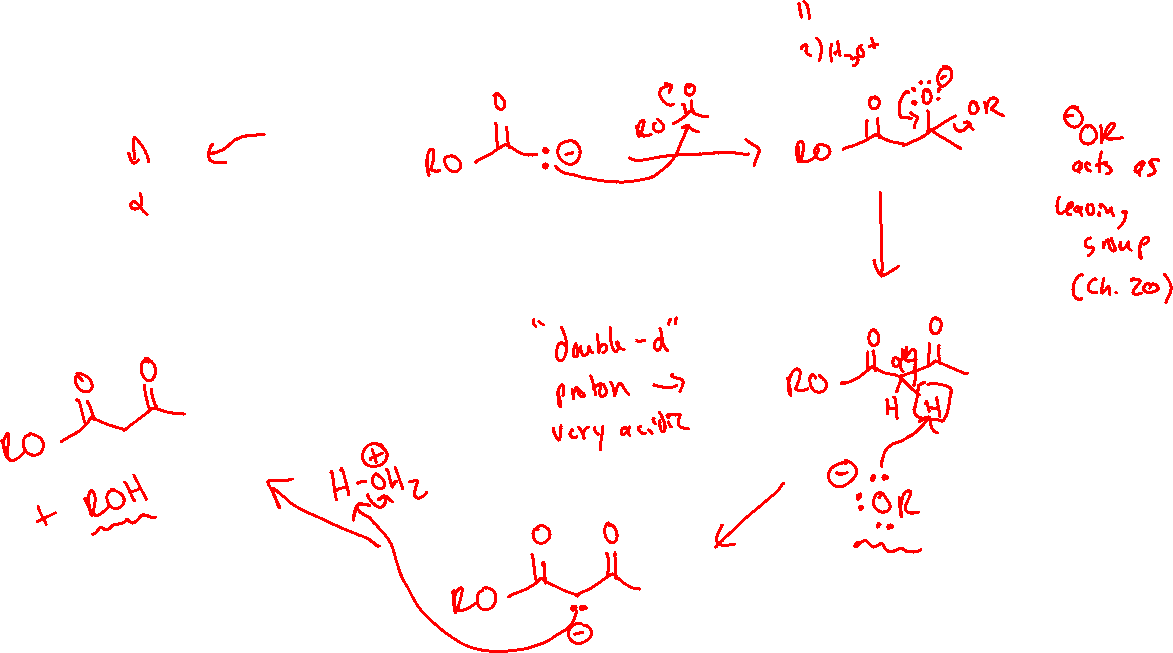 2) H3O+
O
RO
⊖
O
RO
O
RO
O ⊖
OR
⊖OR
acts as
leaving
group
(Ch. 20)
α
"double-α"
proton →
very acidic
O O
RO
α
H H
⊖
OR
O O
RO
+ ROH
⊕
H-OH2
O O
RO
⊖